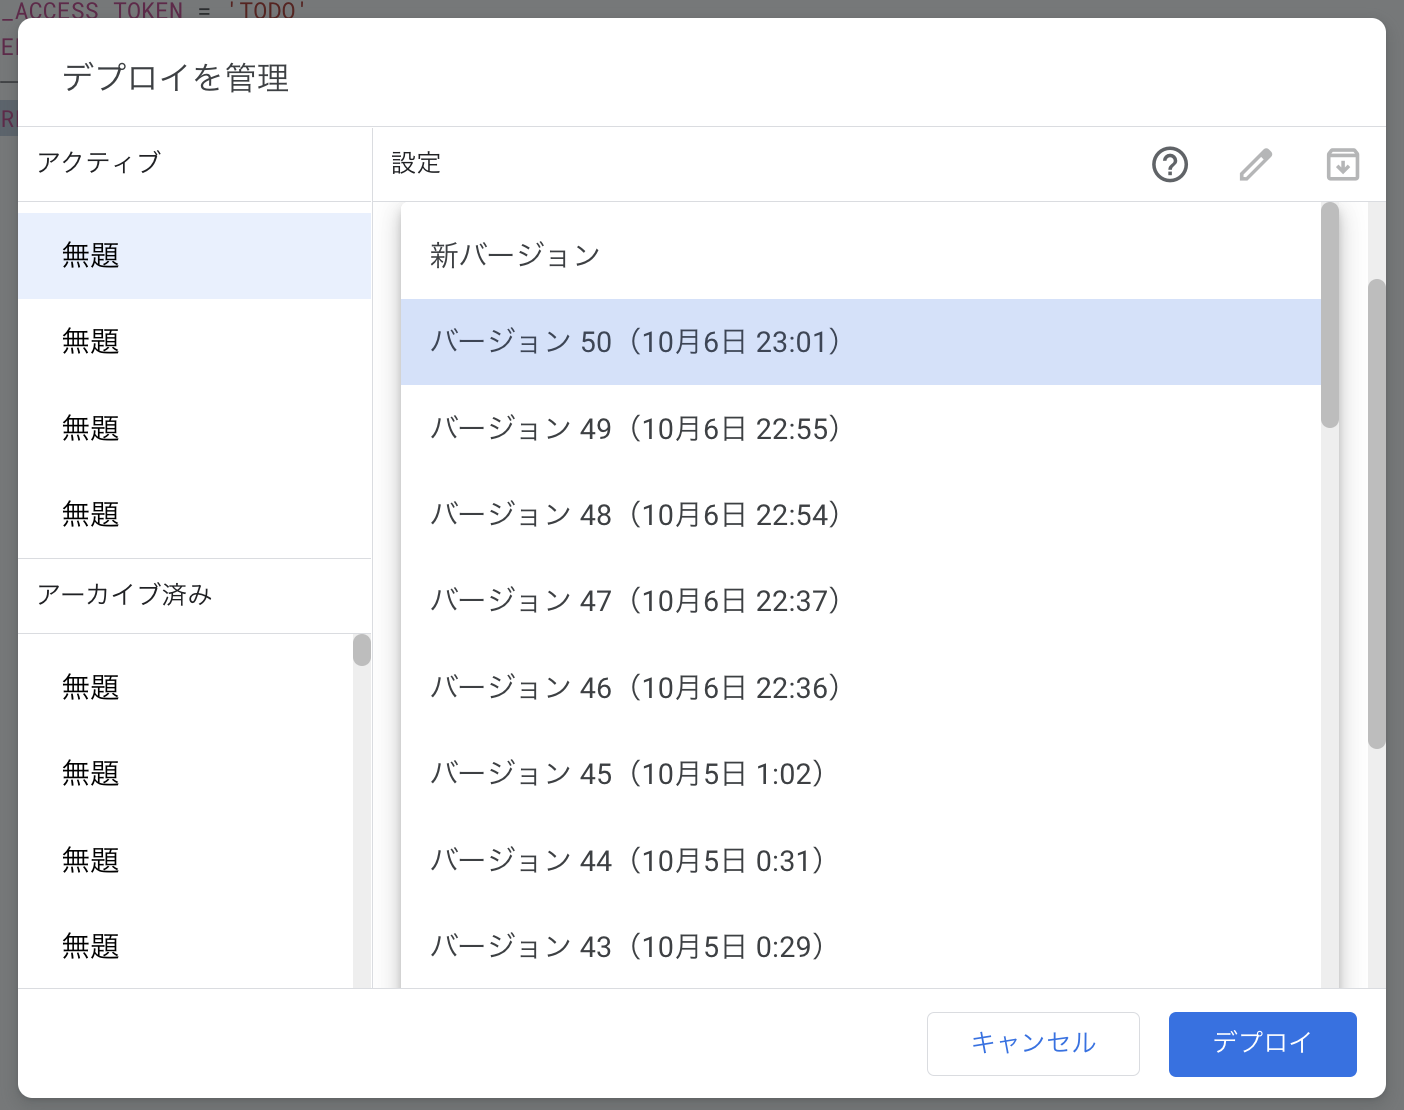 _ACCESS_TOKEN = 'TODO'
デプロイを管理
アクティブ
設定
無題
無題
無題
無題
アーカイブ済み
無題
無題
無題
無題
新バージョン
バージョン 50（10月6日 23:01）
バージョン 49（10月6日 22:55）
バージョン 48（10月6日 22:54）
バージョン 47（10月6日 22:37）
バージョン 46（10月6日 22:36）
バージョン 45（10月5日 1:02）
バージョン 44（10月5日 0:31）
バージョン 43（10月5日 0:29）
キャンセル
デプロイ